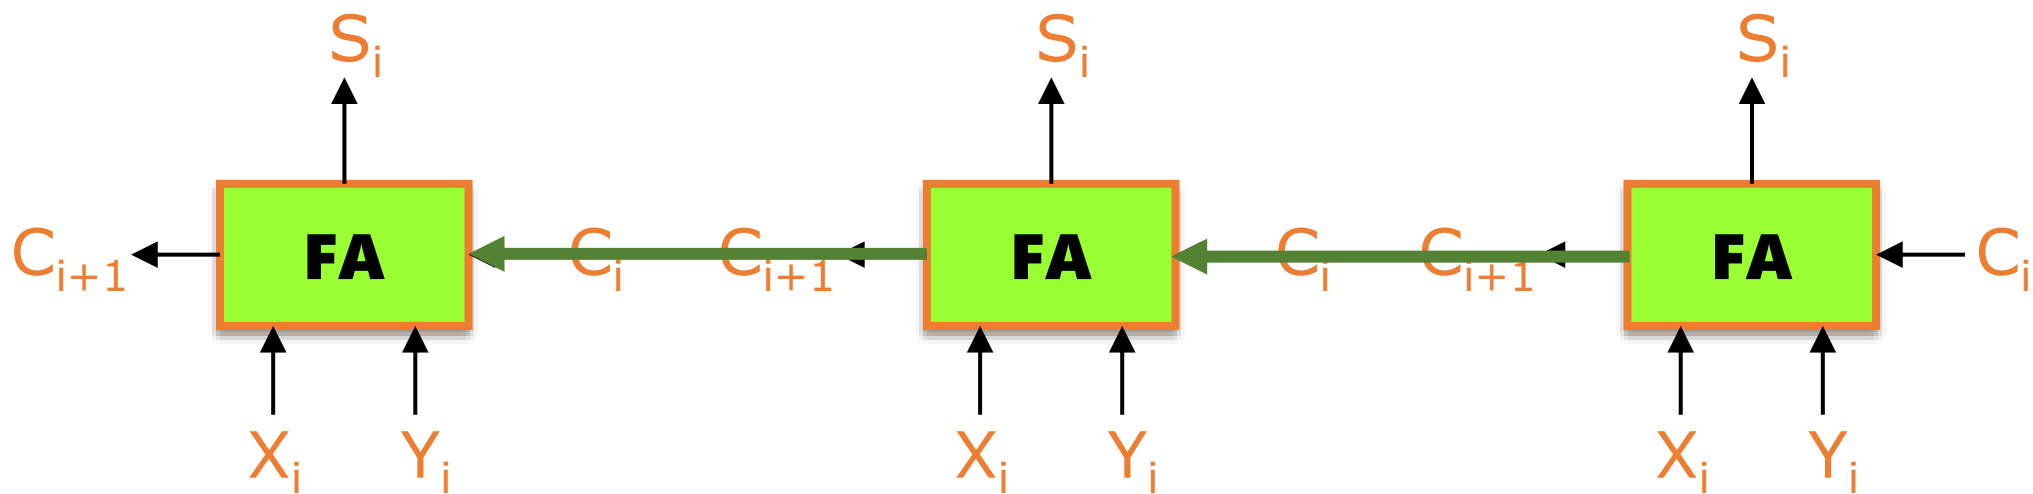 Si Si Si
Ci+1 FA Ci Ci+1 FA Ci Ci+1 FA Ci
Xi Yi Xi Yi Xi Yi